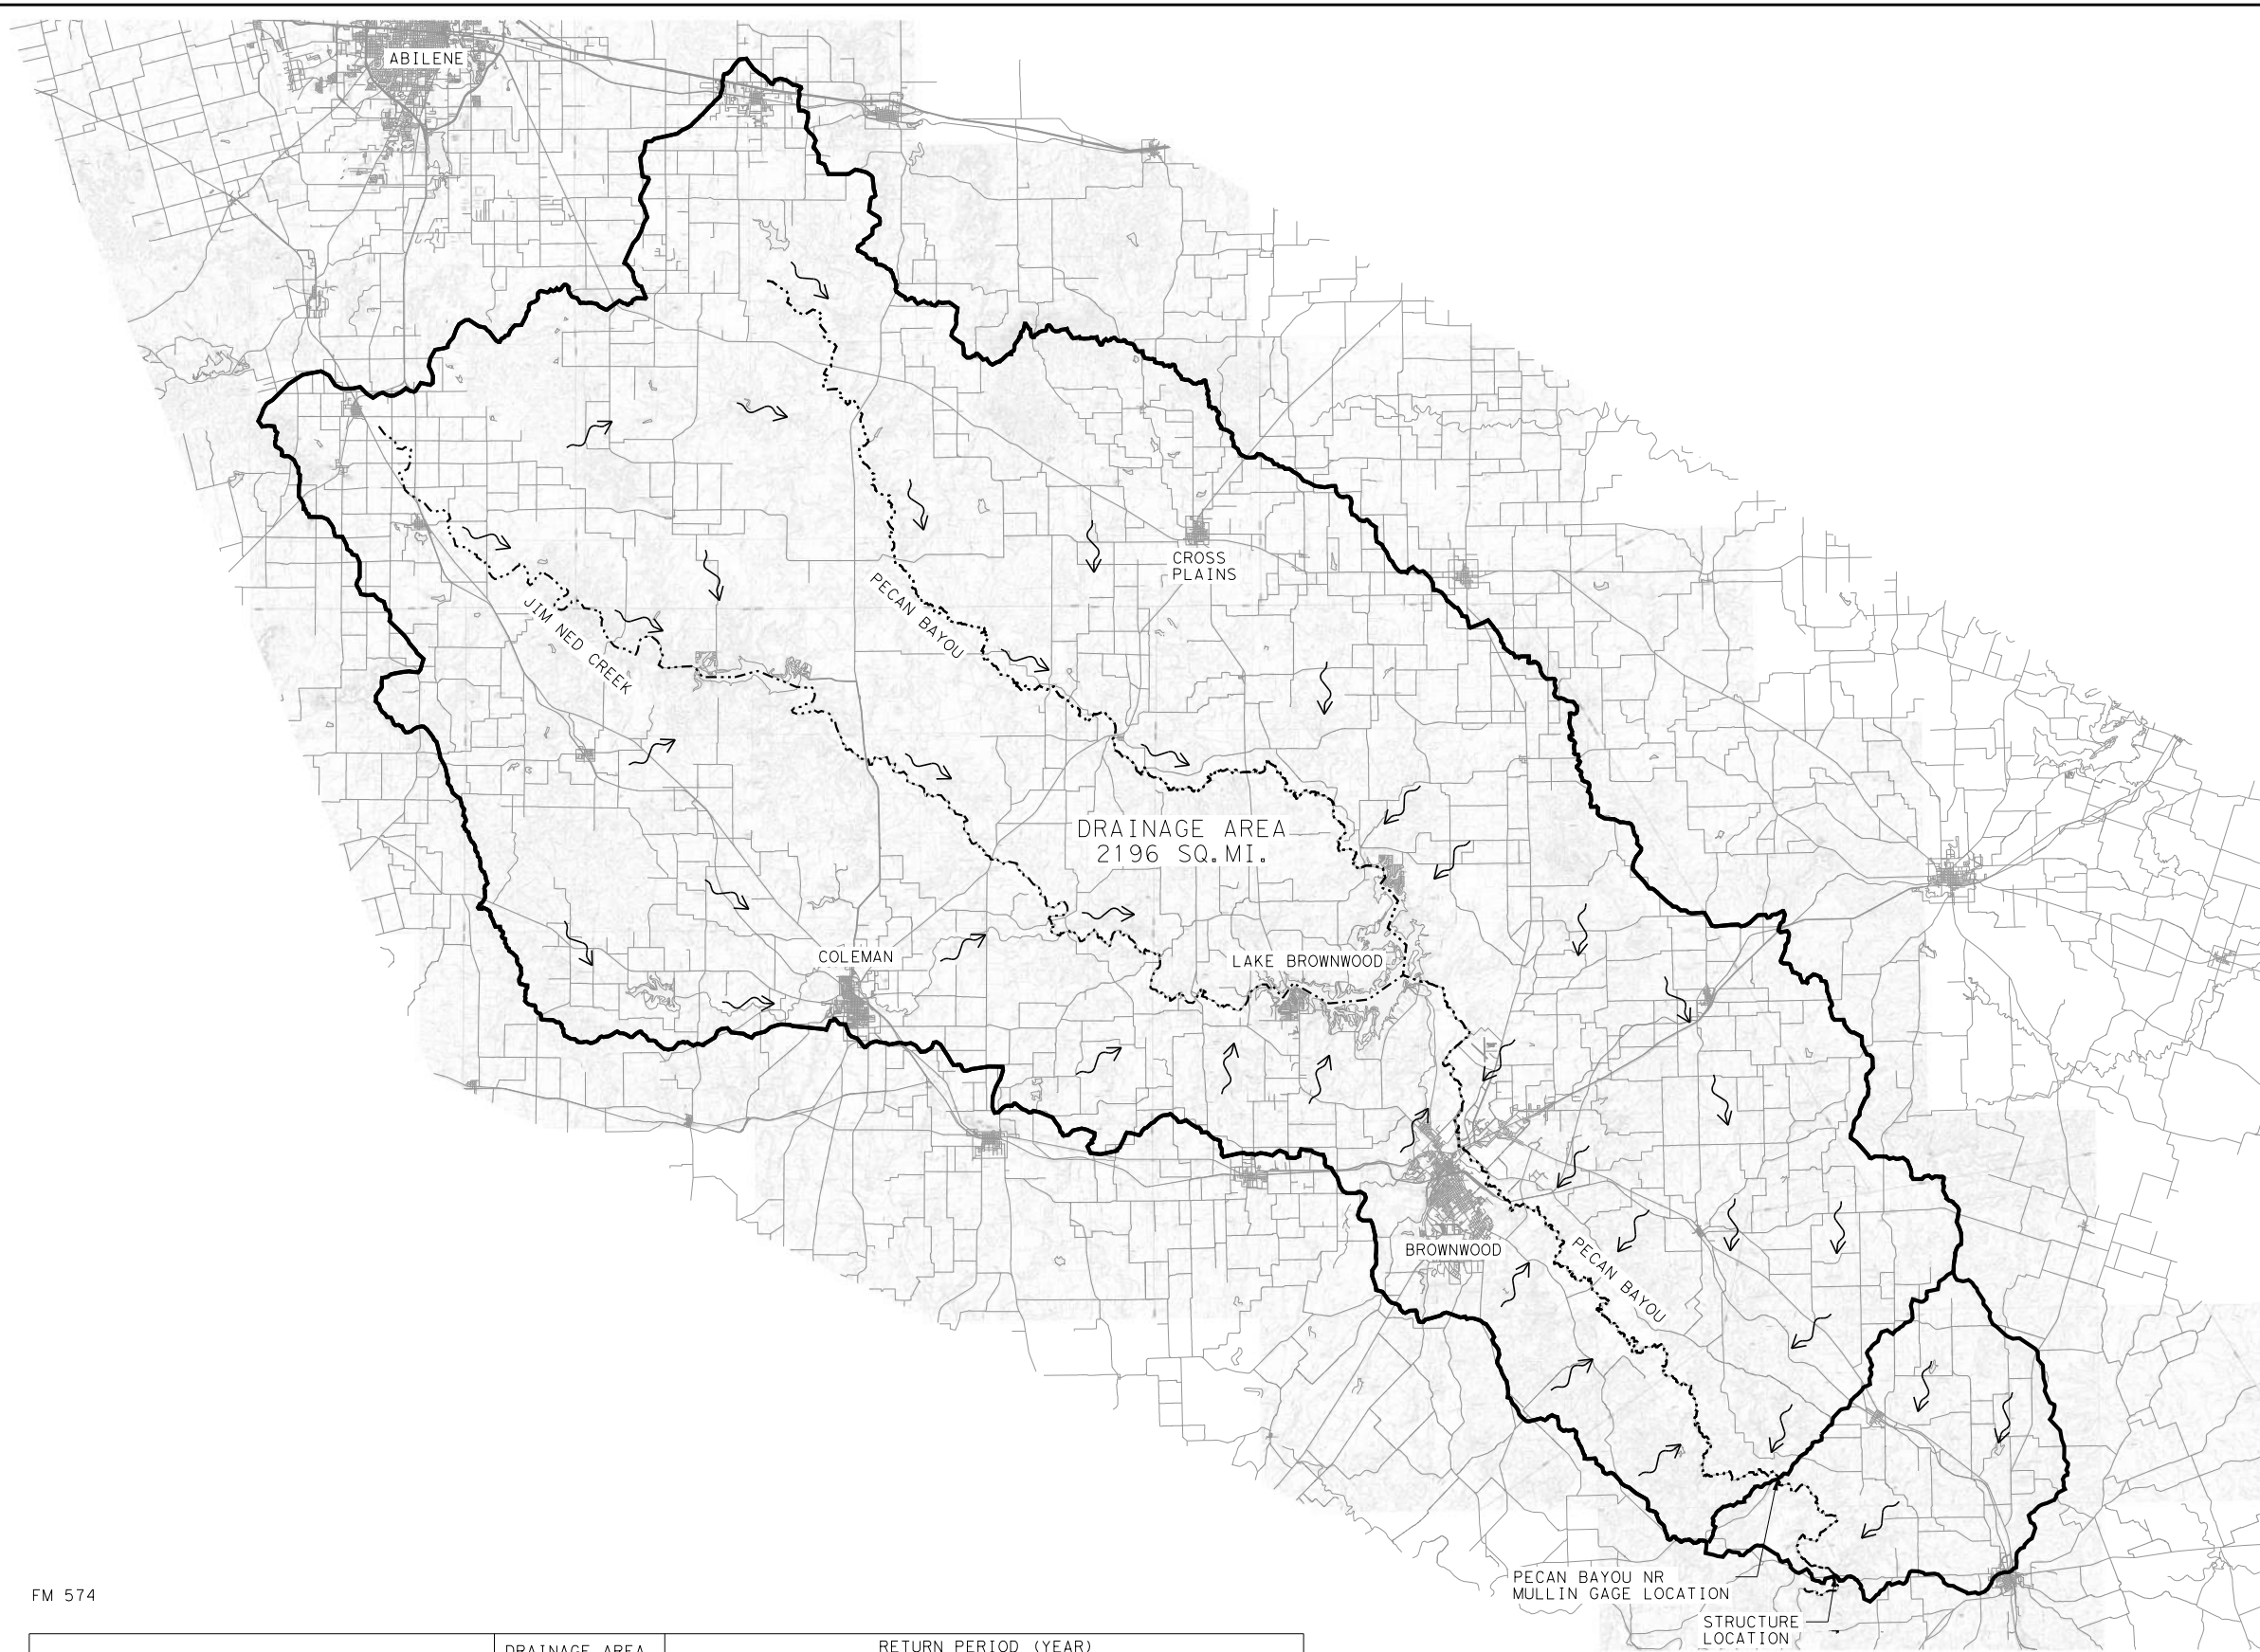 ABILENE
CROSS
PLAINS
PECAN BAYOU
JIM NED CREEK
DRAINAGE AREA
2196 SQ.MI.
COLEMAN
LAKE BROWNWOOD
BROWNWOOD
PECAN BAYOU
PECAN BAYOU NR
MULLIN GAGE LOCATION
STRUCTURE
LOCATION
FM 574
DRAINAGE AREA
RETURN PERIOD (YEAR)